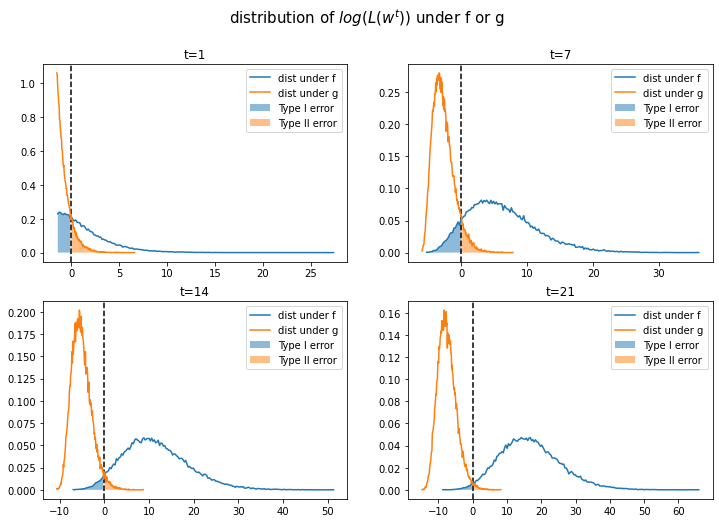 distribution of log(L(w^t)) under f or g
t=1
1.0
0.8
0.6
0.4
0.2
0.0
0 5 10 15 20 25
dist under f
dist under g
Type I error
Type II error
t=7
0.25
0.20
0.15
0.10
0.05
0.00
0 10 20 30
dist under f
dist under g
Type I error
Type II error
t=14
0.200
0.175
0.150
0.125
0.100
0.075
0.050
0.025
0.000
−10 0 10 20 30 40 50
dist under f
dist under g
Type I error
Type II error
t=21
0.16
0.14
0.12
0.10
0.08
0.06
0.04
0.02
0.00
−10 0 10 20 30 40 50 60
dist under f
dist under g
Type I error
Type II error